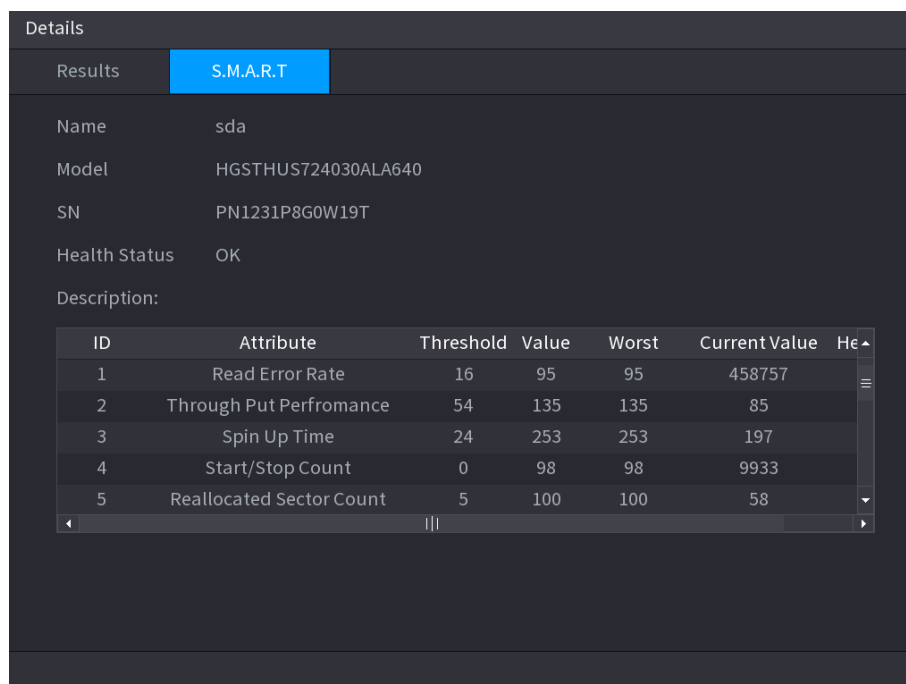 Details
Results S.M.A.R.T
Name sda
Model HGSTHUS724030ALA640
SN PN1231P8G0W19T
Health Status OK
Description:
ID Attribute Threshold Value Worst Current Value He
1 Read Error Rate 16 95 95 458757
2 Through Put Perfromance 54 135 135 85
3 Spin Up Time 24 253 253 197
4 Start/Stop Count 0 98 98 9933
5 Reallocated Sector Count 5 100 100 58